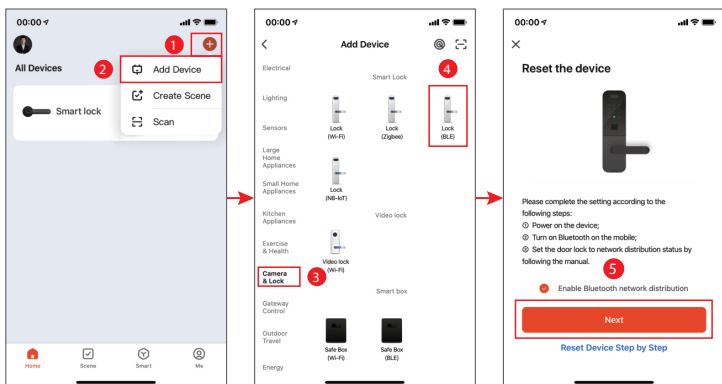 00:00
1
All Devices
2
Add Device
Create Scene
Scan
Smart lock
Home
Scene
Smart
Me
00:00
Add Device
4
Electrical
Lighting
Sensors
Large
Home
Appliances
Small Home
Appliances
Kitchen
Appliances
Exercise
& Health
Camera
& Lock
3
Gateway
Control
Outdoor
Travel
Energy
Smart Lock
Lock
(Wi-Fi)
Lock
(Zigbee)
Lock
(BLE)
Lock
(NB-IoT)
Video lock
Video lock
(Wi-Fi)
Smart box
Safe Box
(Wi-Fi)
Safe Box
(BLE)
00:00
Reset the device
Please complete the setting according to the
following steps:
① Power on the device;
② Turn on Bluetooth on the mobile;
③ Set the door lock to network distribution status by
following the manual.
5
Enable Bluetooth network distribution
Next
Reset Device Step by Step